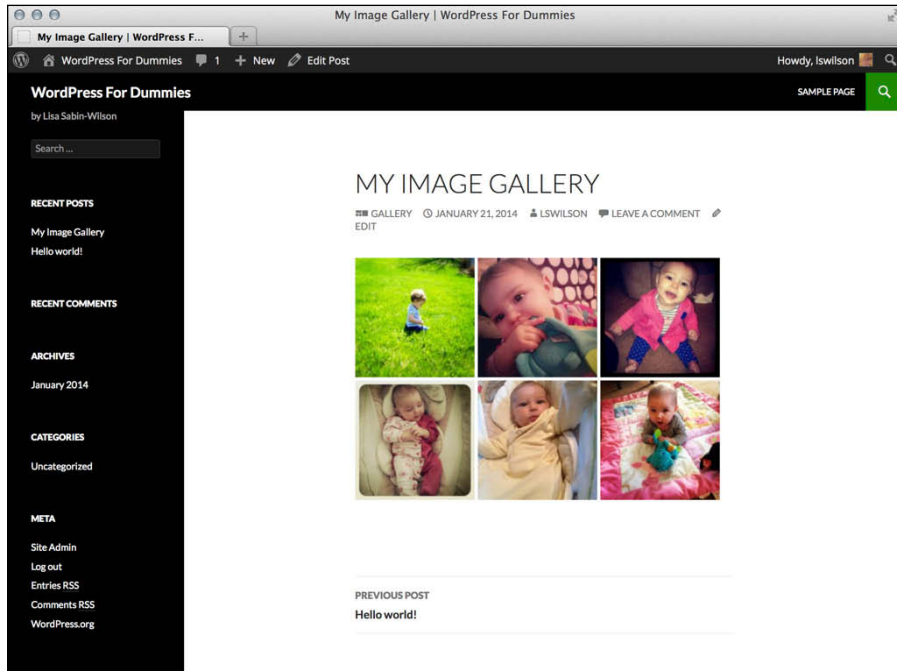 My Image Gallery | WordPress For Dummies
My Image Gallery | WordPress F...
WordPress For Dummies 1 + New Edit Post Howdy, lswilson
WordPress For Dummies SAMPLE PAGE
by Lisa Sabin-Wilson
Search ...
RECENT POSTS
My Image Gallery
Hello world!
RECENT COMMENTS
ARCHIVES
January 2014
CATEGORIES
Uncategorized
META
Site Admin
Log out
Entries RSS
Comments RSS
WordPress.org
MY IMAGE GALLERY
GALLERY JANUARY 21, 2014 LSWILSON LEAVE A COMMENT
EDIT
PREVIOUS POST
Hello world!